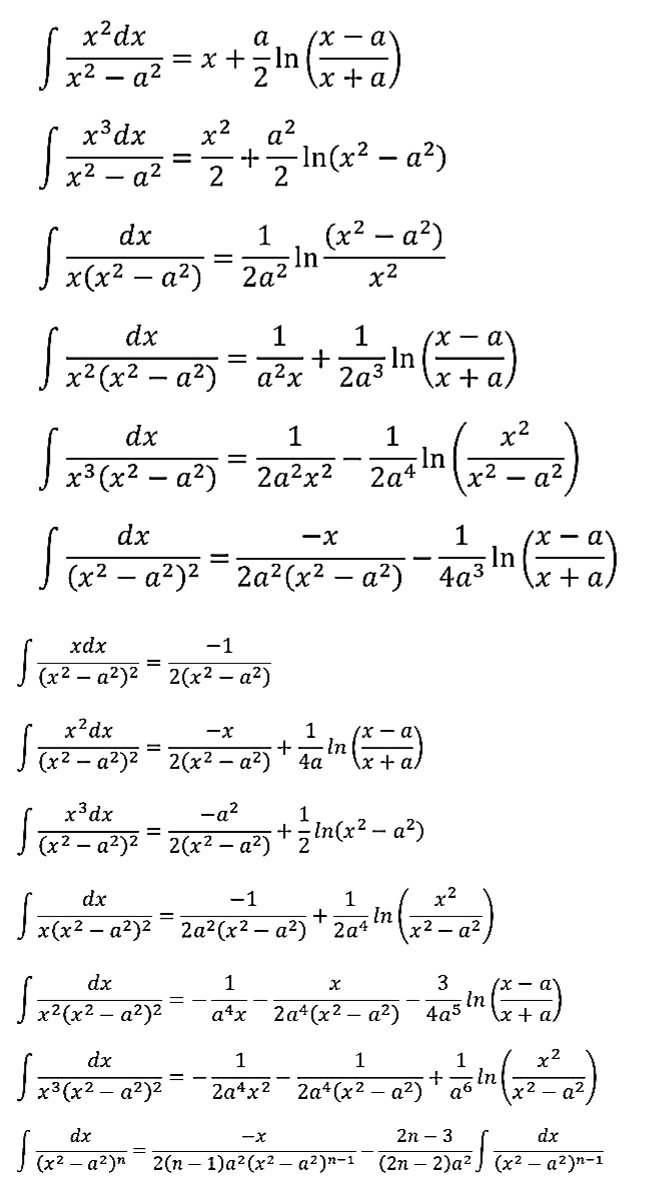 ∫ x²dx/(x² − a²) = x + (a/2) ln((x − a)/(x + a))
∫ x³dx/(x² − a²) = x²/2 + (a²/2) ln(x² − a²)
∫ dx/(x(x² − a²)) = (1/(2a²)) ln (x² − a²)/x²
∫ dx/(x²(x² − a²)) = 1/(a²x) + (1/(2a³)) ln((x − a)/(x + a))
∫ dx/(x³(x² − a²)) = 1/(2a²x²) − (1/(2a⁴)) ln(x²/(x² − a²))
∫ dx/(x² − a²)² = −x/(2a²(x² − a²)) − (1/(4a³)) ln((x − a)/(x + a))
∫ xdx/(x² − a²)² = −1/(2(x² − a²))
∫ x²dx/(x² − a²)² = −x/(2(x² − a²)) + (1/(4a)) ln((x − a)/(x + a))
∫ x³dx/(x² − a²)² = −a²/(2(x² − a²)) + (1/2) ln(x² − a²)
∫ dx/(x(x² − a²)²) = −1/(2a²(x² − a²)) + (1/(2a⁴)) ln(x²/(x² − a²))
∫ dx/(x²(x² − a²)²) = − 1/(a⁴x) − x/(2a⁴(x² − a²)) − (3/(4a⁵)) ln((x − a)/(x + a))
∫ dx/(x³(x² − a²)²) = − 1/(2a⁴x²) − 1/(2a⁴(x² − a²)) + (1/a⁶) ln(x²/(x² − a²))
∫ dx/(x² − a²)ⁿ = −x/(2(n − 1)a²(x² − a²)ⁿ⁻¹) − ((2n − 3)/((2n − 2)a²)) ∫ dx/(x² − a²)ⁿ⁻¹